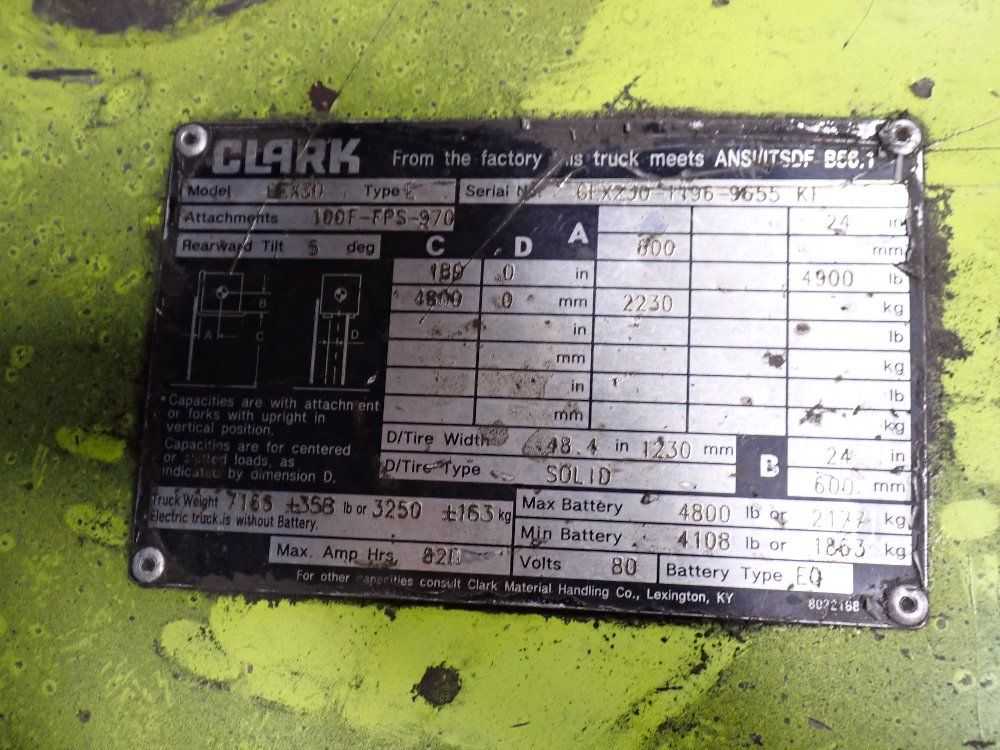 CLARK From the factory this truck meets ANSI/ITSDF B56.1
Model GEX30 Type E Serial No. GEX230-1196-9655 KF
Attachments 100F-FPS-970 24 in
Rearward Tilt 5 deg C D A 600 mm
189 0 in 4900 lb
4800 0 mm 2230 kg
in lb
mm kg
in lb
mm kg
B
A C
D
*Capacities are with attachment
or forks with upright in
vertical position.
Capacities are for centered
or shifted loads, as
indicated by dimension D.
D/Tire Width 48.4 in 1230 mm B 24 in
D/Tire Type SOLID 600 mm
Truck Weight 7165 ±358 lb or 3250 ±163 kg
Electric truck is without Battery.
Max Battery 4800 lb or 2177 kg
Min Battery 4108 lb or 1863 kg
Max. Amp Hrs. 820 Volts 80 Battery Type EO
For other capacities consult Clark Material Handling Co., Lexington, KY 8032188